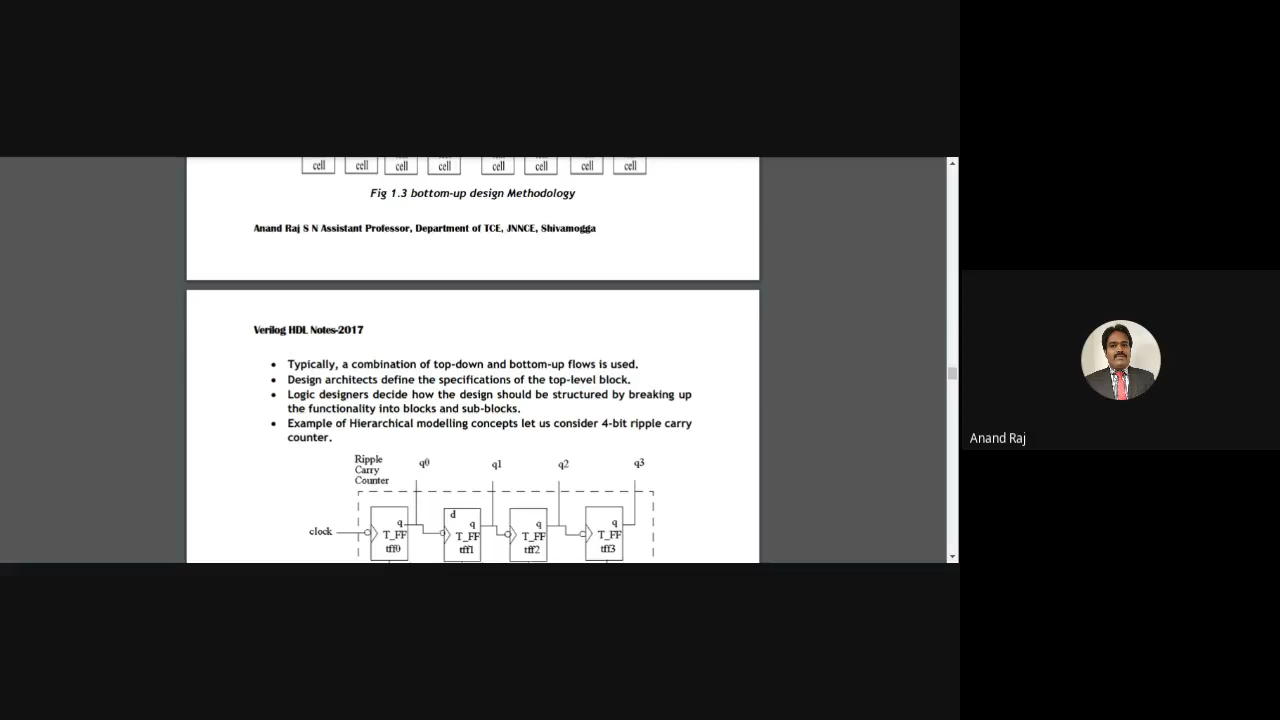 cell cell cell cell cell cell cell cell
Fig 1.3 bottom-up design Methodology
Anand Raj S N Assistant Professor, Department of TCE, JNNCE, Shivamogga
Verilog HDL Notes-2017
• Typically, a combination of top-down and bottom-up flows is used.
• Design architects define the specifications of the top-level block.
• Logic designers decide how the design should be structured by breaking up
the functionality into blocks and sub-blocks.
• Example of Hierarchical modelling concepts let us consider 4-bit ripple carry
counter.
Ripple
Carry
Counter
q0 q1 q2 q3
d
q q q q
clock T_FF T_FF T_FF T_FF
tff0 tff1 tff2 tff3
Anand Raj